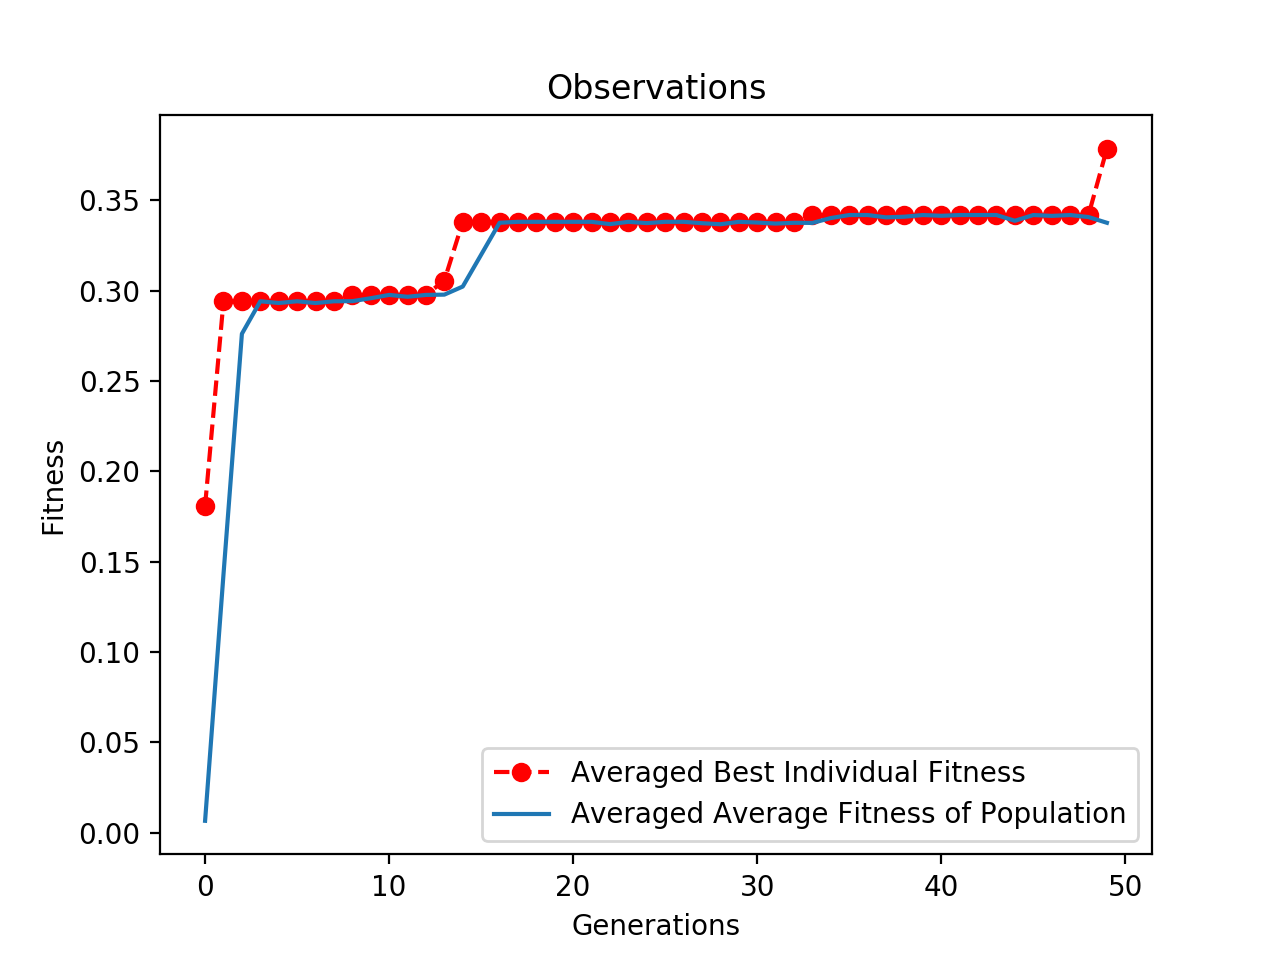 Observations
0.35
0.30
0.25
0.20
0.15
0.10
0.05
0.00
Fitness
Averaged Best Individual Fitness
Averaged Average Fitness of Population
0 10 20 30 40 50
Generations